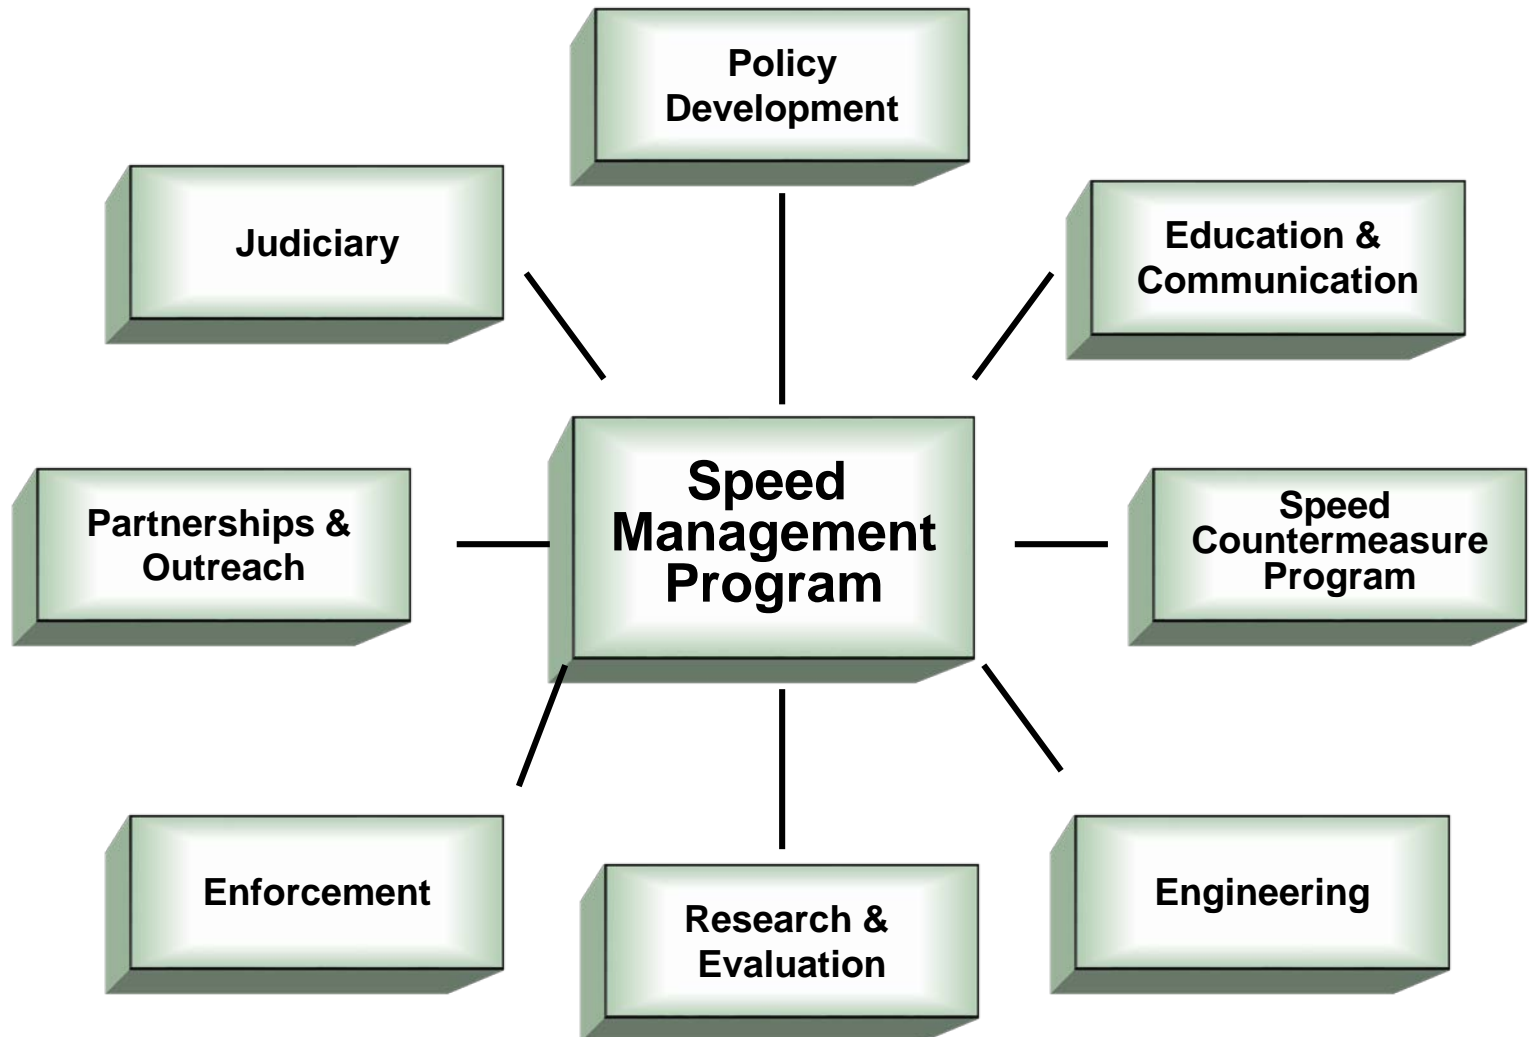 Policy
Development
Judiciary
Education &
Communication
Speed
Management
Program
Partnerships &
Outreach
Speed
Countermeasure
Program
Enforcement
Research &
Evaluation
Engineering